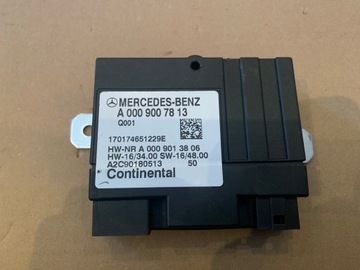 MERCEDES-BENZ
A 000 900 78 13
Q001
170174651229E
HW-NR A 000 901 38 06
HW-16/34.00 SW-16/48.00
A2C90180513 50
Continental